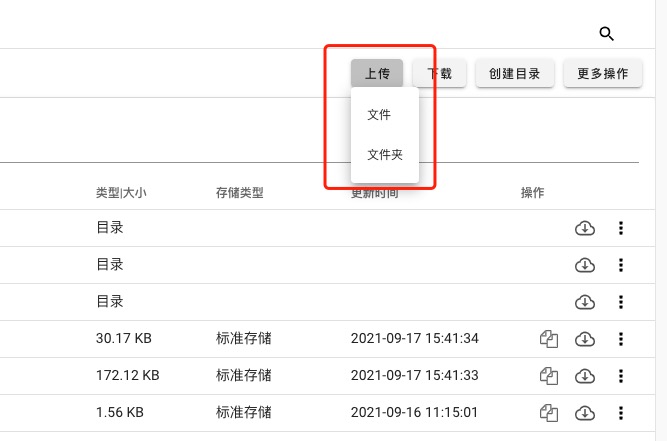 上传 下载 创建目录 更多操作
文件
文件夹
类型|大小 存储类型 更新时间 操作
目录
目录
目录
30.17 KB 标准存储 2021-09-17 15:41:34
172.12 KB 标准存储 2021-09-17 15:41:33
1.56 KB 标准存储 2021-09-16 11:15:01